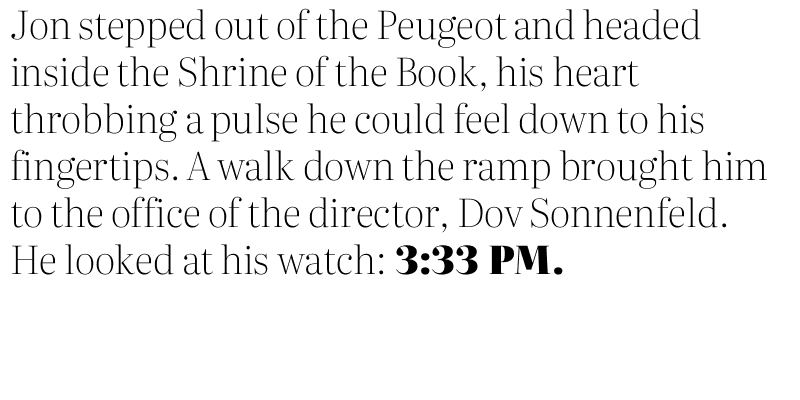 Jon stepped out of the Peugeot and headed
inside the Shrine of the Book, his heart
throbbing a pulse he could feel down to his
fingertips. A walk down the ramp brought him
to the office of the director, Dov Sonnenfeld.
He looked at his watch: 3:33 PM.